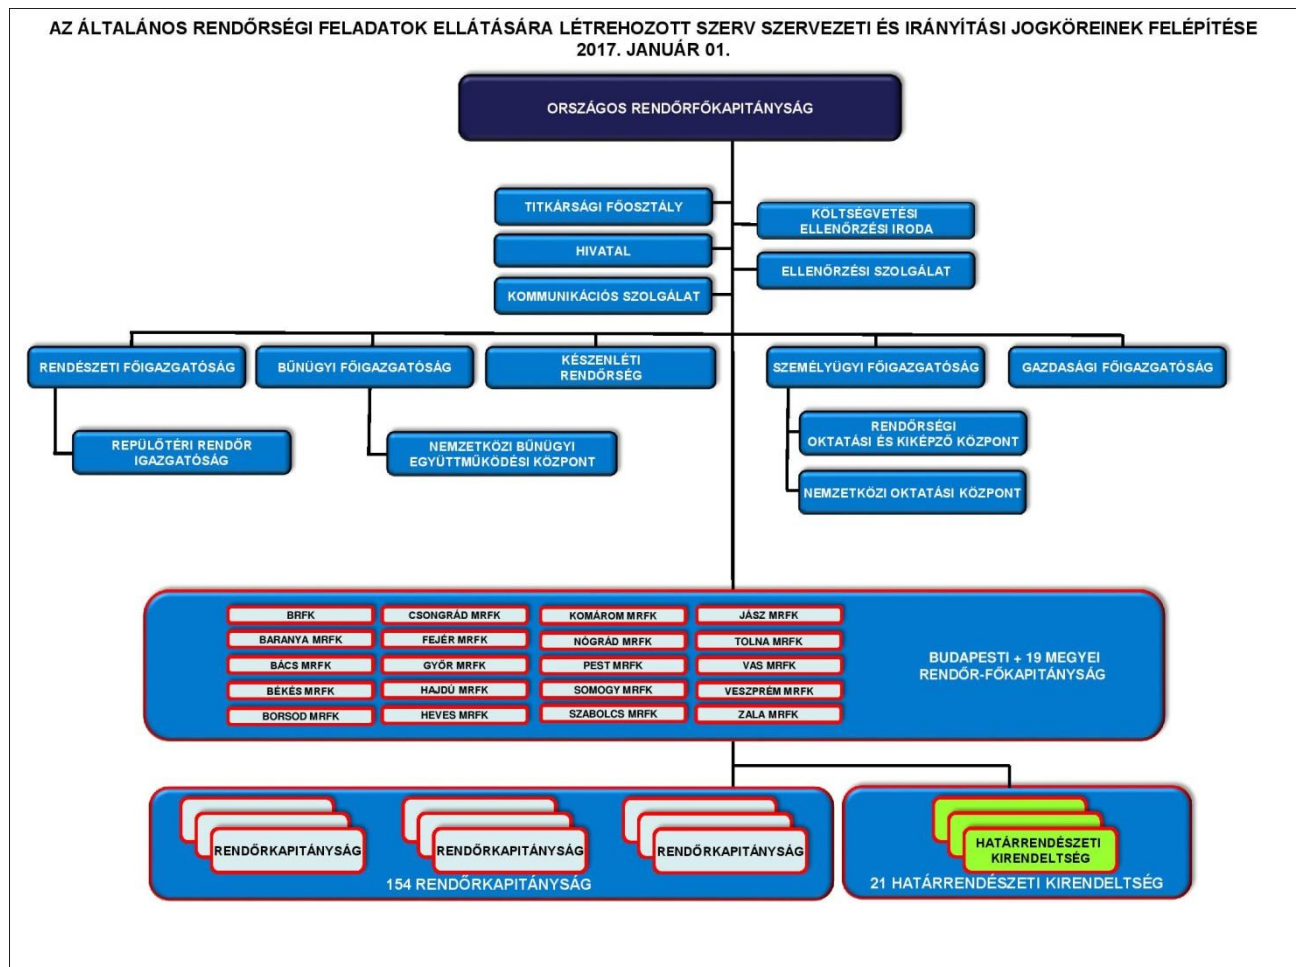 AZ ÁLTALÁNOS RENDŐRSÉGI FELADATOK ELLÁTÁSÁRA LÉTREHOZOTT SZERV SZERVEZETI ÉS IRÁNYÍTÁSI JOGKÖREINEK FELÉPÍTÉSE
2017. JANUÁR 01.
ORSZÁGOS RENDŐRFŐKAPITÁNYSÁG
TITKÁRSÁGI FŐOSZTÁLY
KÖLTSÉGVETÉSI
ELLENŐRZÉSI IRODA
HIVATAL
ELLENŐRZÉSI SZOLGÁLAT
KOMMUNIKÁCIÓS SZOLGÁLAT
RENDÉSZETI FŐIGAZGATÓSÁG
BŰNÜGYI FŐIGAZGATÓSÁG
KÉSZENLÉTI
RENDŐRSÉG
SZEMÉLYÜGYI FŐIGAZGATÓSÁG
GAZDASÁGI FŐIGAZGATÓSÁG
REPÜLŐTÉRI RENDŐR
IGAZGATÓSÁG
NEMZETKÖZI BŰNÜGYI
EGYÜTTMŰKÖDÉSI KÖZPONT
RENDŐRSÉGI
OKTATÁSI ÉS KIKÉPZŐ KÖZPONT
NEMZETKÖZI OKTATÁSI KÖZPONT
BRFK
CSONGRÁD MRFK
KOMÁROM MRFK
JÁSZ MRFK
BARANYA MRFK
FEJÉR MRFK
NÓGRÁD MRFK
TOLNA MRFK
BÁCS MRFK
GYŐR MRFK
PEST MRFK
VAS MRFK
BÉKÉS MRFK
HAJDÚ MRFK
SOMOGY MRFK
VESZPRÉM MRFK
BORSOD MRFK
HEVES MRFK
SZABOLCS MRFK
ZALA MRFK
BUDAPESTI + 19 MEGYEI
RENDŐR-FŐKAPITÁNYSÁG
RENDŐRKAPITÁNYSÁG
RENDŐRKAPITÁNYSÁG
RENDŐRKAPITÁNYSÁG
154 RENDŐRKAPITÁNYSÁG
HATÁRRENDÉSZETI
KIRENDELTSÉG
21 HATÁRRENDÉSZETI KIRENDELTSÉG